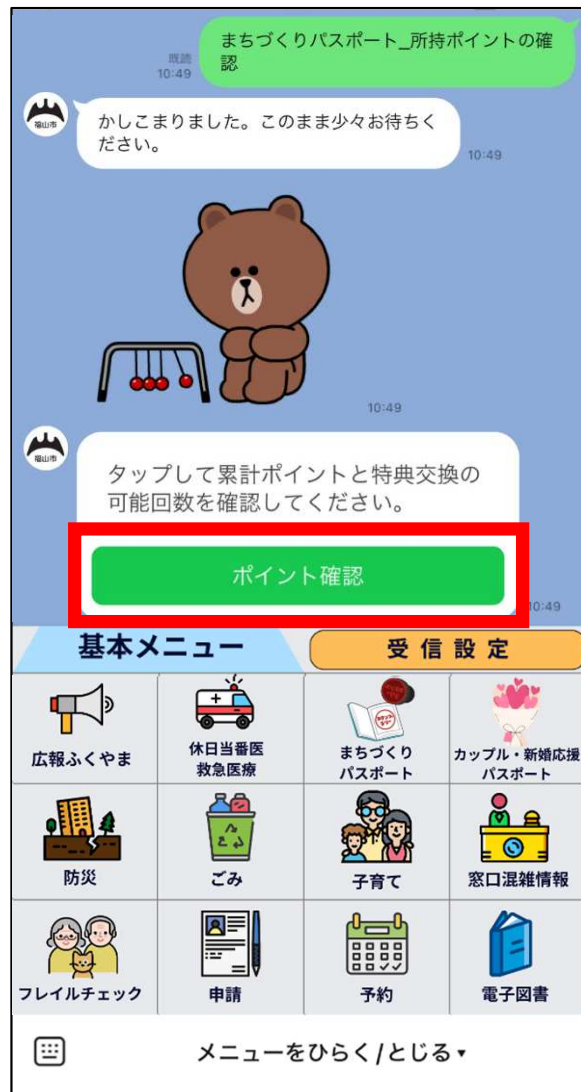 まちづくりパスポート_所持ポイントの確
認
既読
10:49
福山市
かしこまりました。このまま少々お待ちく
ださい。
10:49
10:49
福山市
タップして累計ポイントと特典交換の
可能回数を確認してください。
ポイント確認
10:49
基本メニュー
受信設定
広報ふくやま
休日当番医
救急医療
まちづくり
パスポート
カップル・新婚応援
パスポート
防災
ごみ
子育て
窓口混雑情報
フレイルチェック
申請
予約
電子図書
メニューをひらく/とじる▼